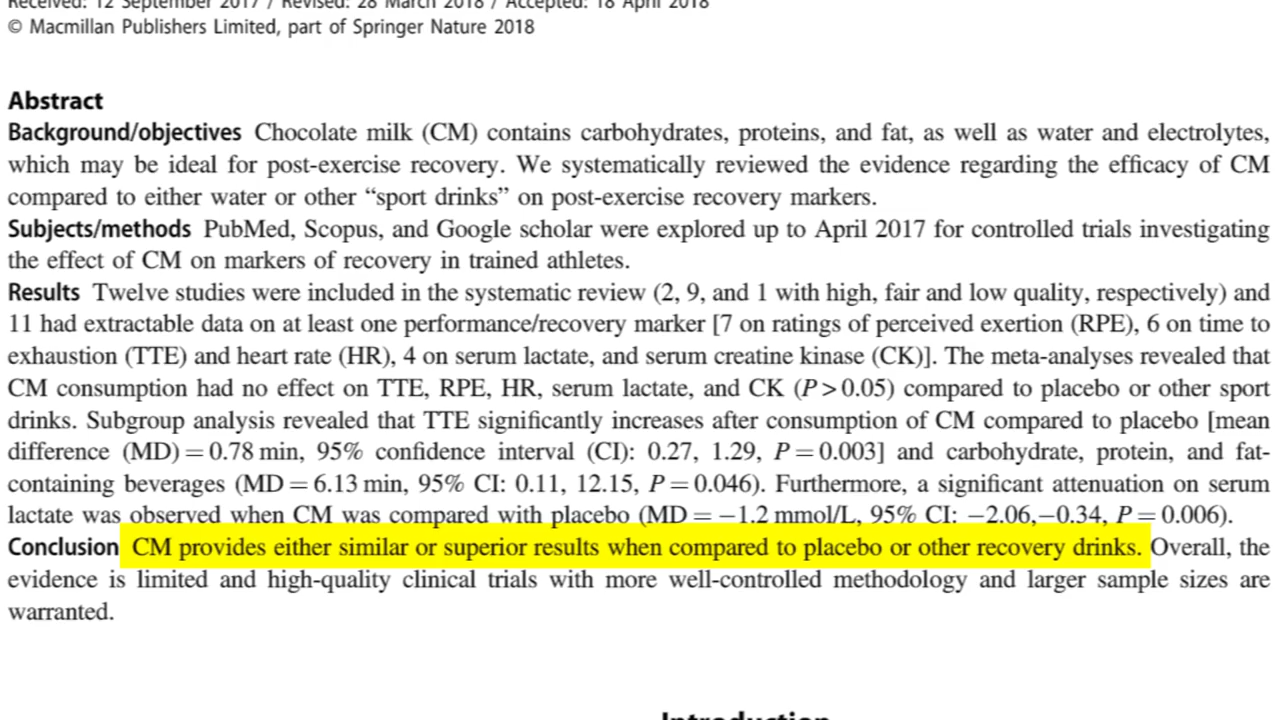 Received: 12 September 2017 / Revised: 28 March 2018 / Accepted: 18 April 2018
© Macmillan Publishers Limited, part of Springer Nature 2018
Abstract
Background/objectives Chocolate milk (CM) contains carbohydrates, proteins, and fat, as well as water and electrolytes,
which may be ideal for post-exercise recovery. We systematically reviewed the evidence regarding the efficacy of CM
compared to either water or other “sport drinks” on post-exercise recovery markers.
Subjects/methods PubMed, Scopus, and Google scholar were explored up to April 2017 for controlled trials investigating
the effect of CM on markers of recovery in trained athletes.
Results Twelve studies were included in the systematic review (2, 9, and 1 with high, fair and low quality, respectively) and
11 had extractable data on at least one performance/recovery marker [7 on ratings of perceived exertion (RPE), 6 on time to
exhaustion (TTE) and heart rate (HR), 4 on serum lactate, and serum creatine kinase (CK)]. The meta-analyses revealed that
CM consumption had no effect on TTE, RPE, HR, serum lactate, and CK (P > 0.05) compared to placebo or other sport
drinks. Subgroup analysis revealed that TTE significantly increases after consumption of CM compared to placebo [mean
difference (MD) = 0.78 min, 95% confidence interval (CI): 0.27, 1.29, P = 0.003] and carbohydrate, protein, and fat-
containing beverages (MD = 6.13 min, 95% CI: 0.11, 12.15, P = 0.046). Furthermore, a significant attenuation on serum
lactate was observed when CM was compared with placebo (MD = −1.2 mmol/L, 95% CI: −2.06,−0.34, P = 0.006).
Conclusion CM provides either similar or superior results when compared to placebo or other recovery drinks. Overall, the
evidence is limited and high-quality clinical trials with more well-controlled methodology and larger sample sizes are
warranted.
Introduction